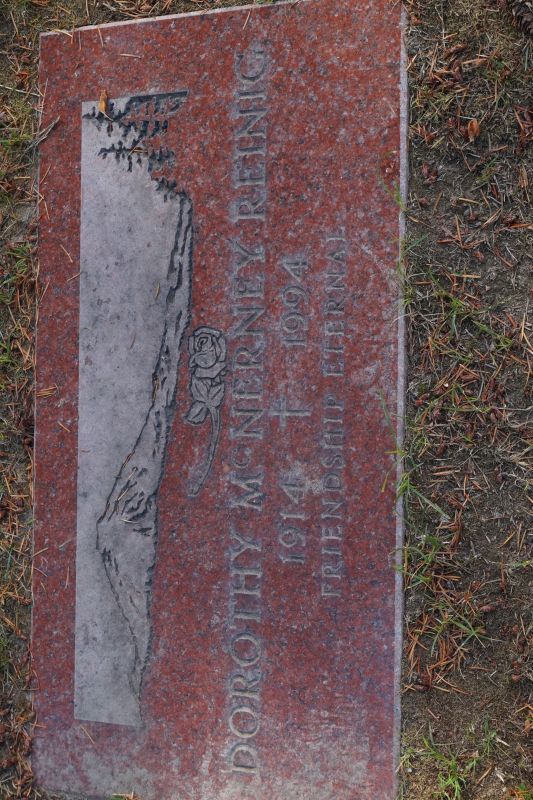 DOROTHY MCNERNEY REINIG
1914 1994
FRIENDSHIP ETERNAL